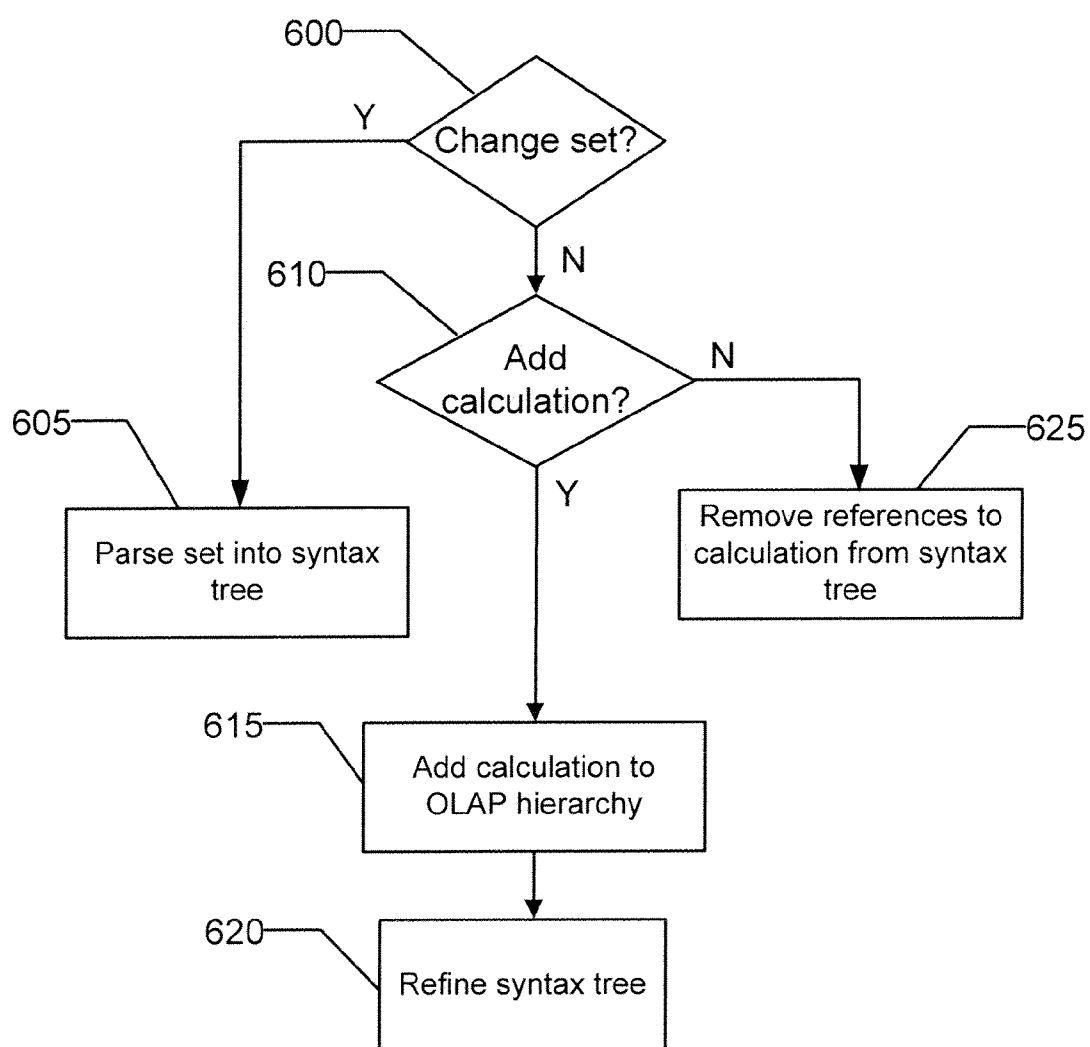 600
Y
Change set?
N
610
Add
calculation?
N
605
625
Y
Parse set into syntax
tree
Remove references to
calculation from syntax
tree
615
Add calculation to
OLAP hierarchy
620
Refine syntax tree